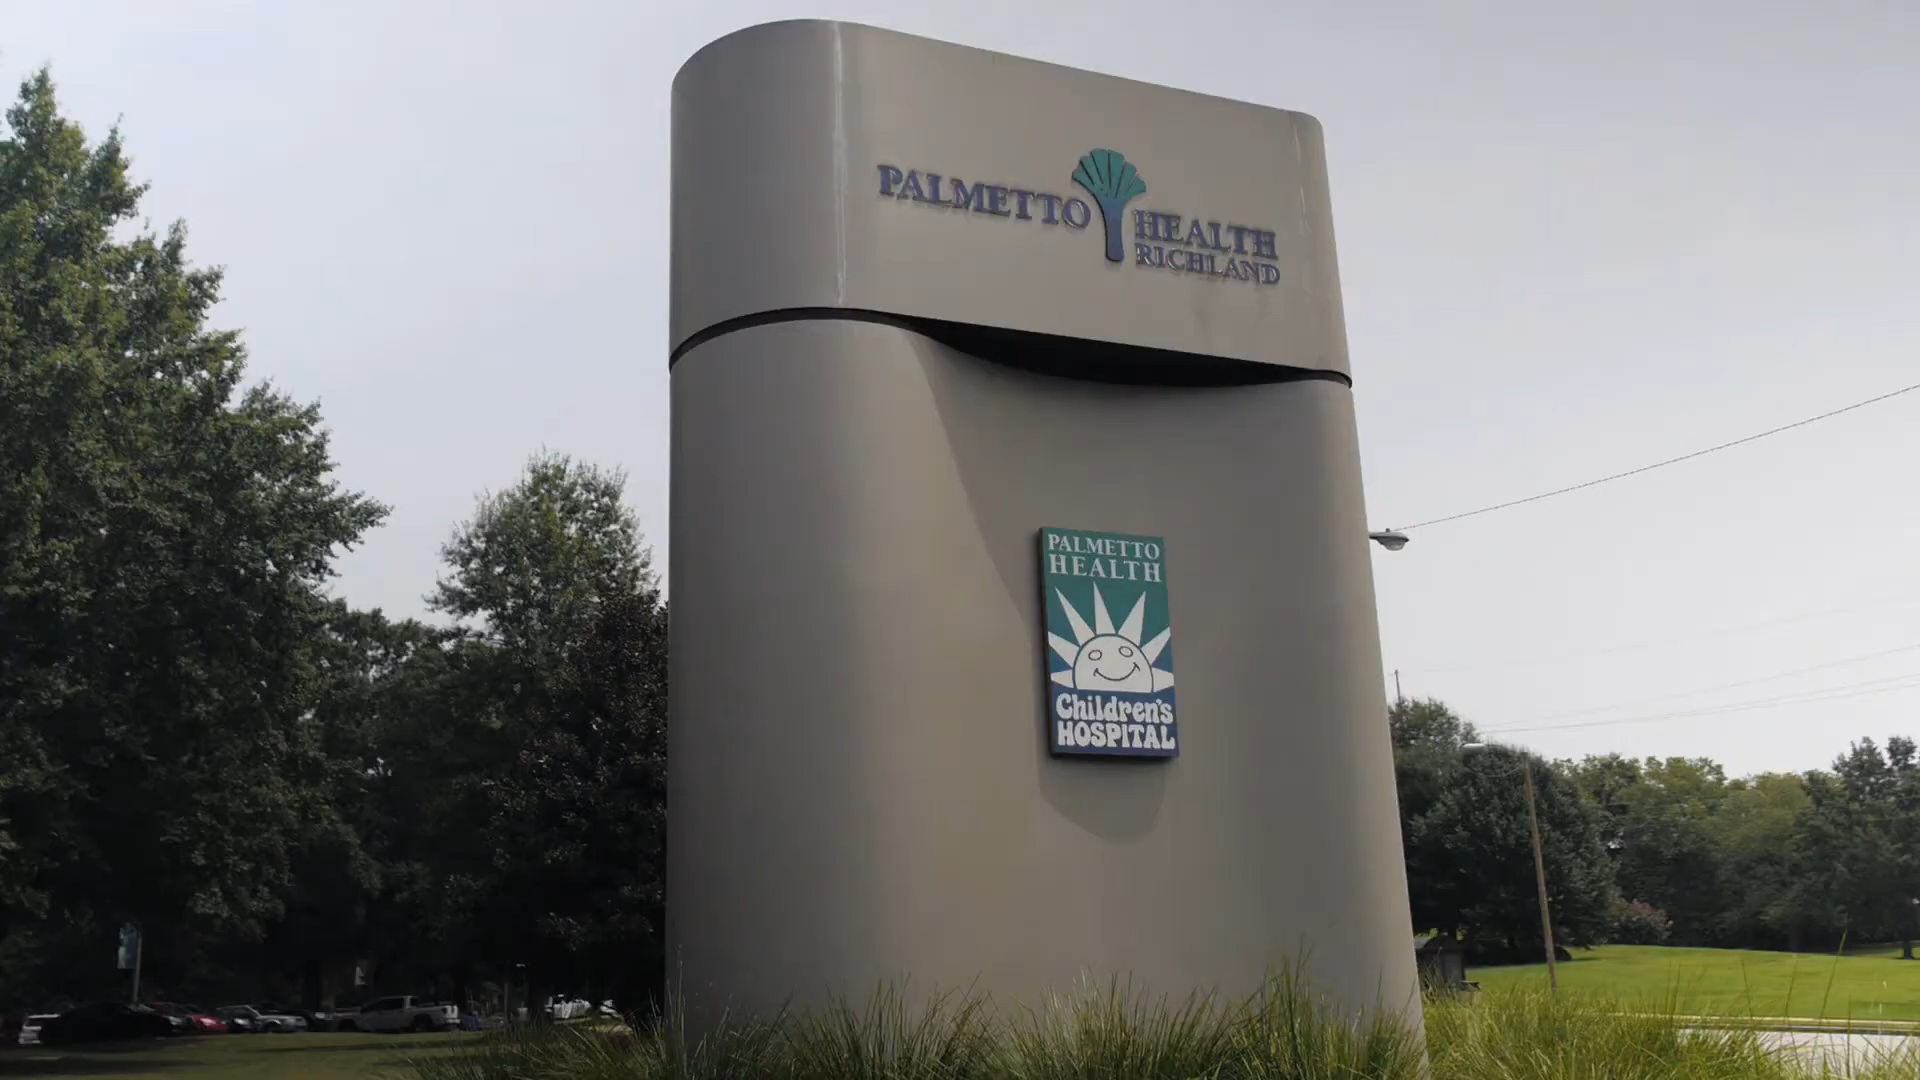 PALMETTO HEALTH
RICHLAND
PALMETTO
HEALTH
Children's
HOSPITAL